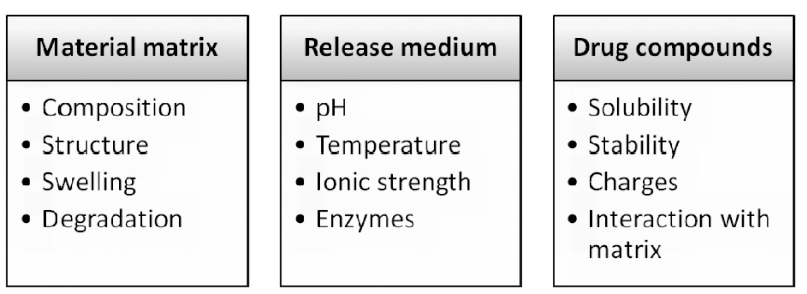 Material matrix
• Composition
• Structure
• Swelling
• Degradation
Release medium
• pH
• Temperature
• Ionic strength
• Enzymes
Drug compounds
• Solubility
• Stability
• Charges
• Interaction with
matrix